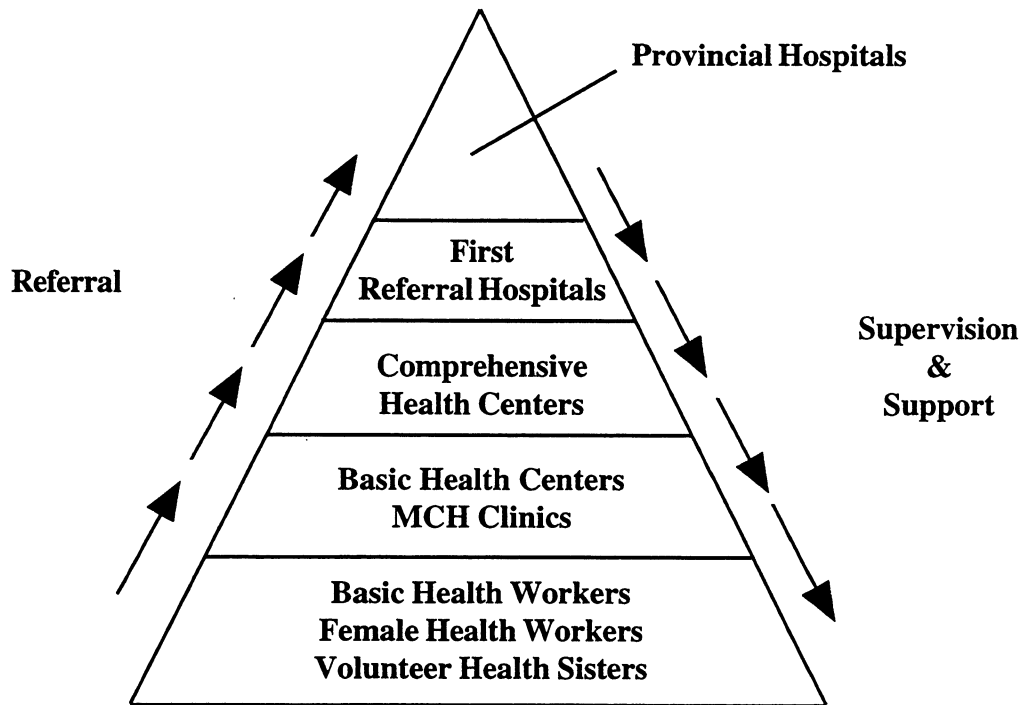 Provincial Hospitals
First
Referral Hospitals
Referral
Comprehensive
Health Centers
Supervision
&
Support
Basic Health Centers
MCH Clinics
Basic Health Workers
Female Health Workers
Volunteer Health Sisters